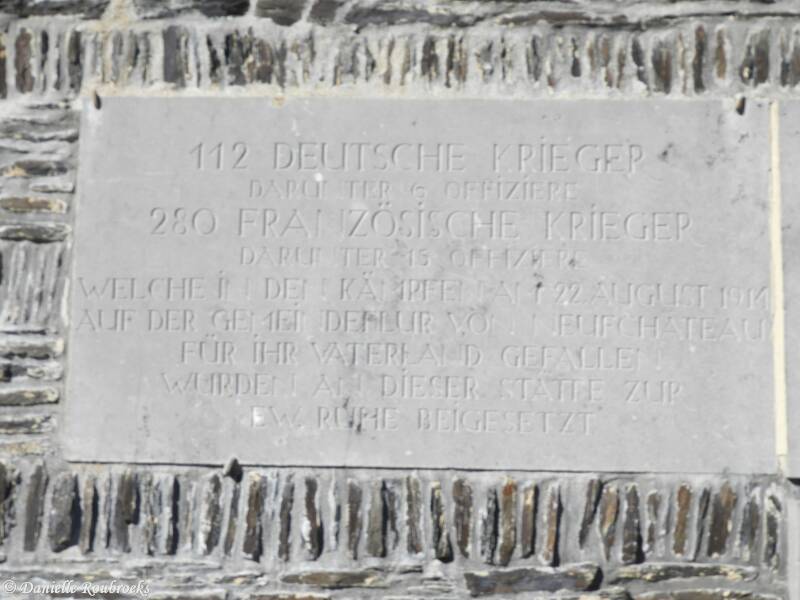 112 DEUTSCHE KRIEGER
DARUNTER 6 OFFIZIERE
280 FRANZÖSISCHE KRIEGER
DARUNTER 15 OFFIZIERE
WELCHE IN DEN KÄMPFEN AM 22. AUGUST 1914
AUF DER GEMEINDEFLUR VON NEUFCHÂTEAU
FÜR IHR VATERLAND GEFALLEN
WURDEN AN DIESER STÄTTE ZUR
EW. RUHE BEIGESETZT
© Danielle Roubroeks